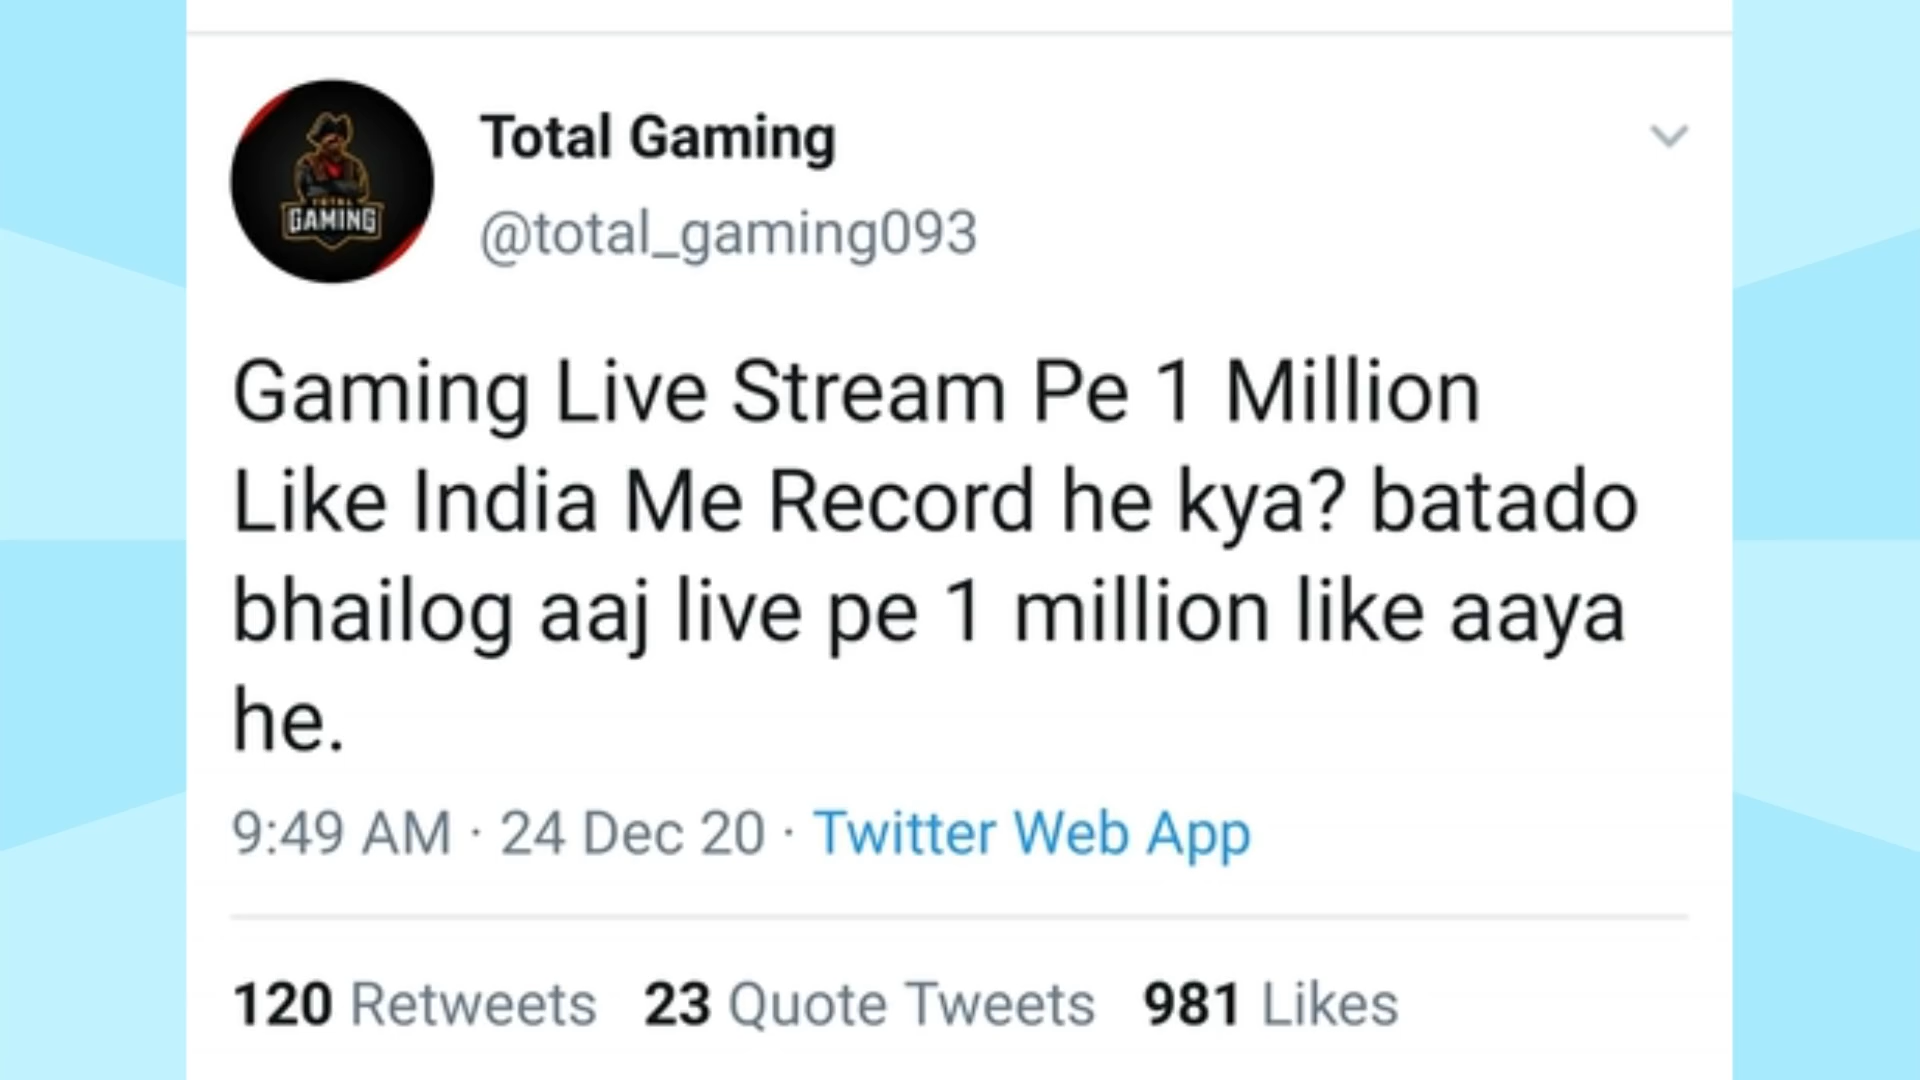 TOTAL
GAMING
Total Gaming
@total_gaming093
Gaming Live Stream Pe 1 Million
Like India Me Record he kya? batado
bhailog aaj live pe 1 million like aaya
he.
9:49 AM · 24 Dec 20 · Twitter Web App
120 Retweets 23 Quote Tweets 981 Likes